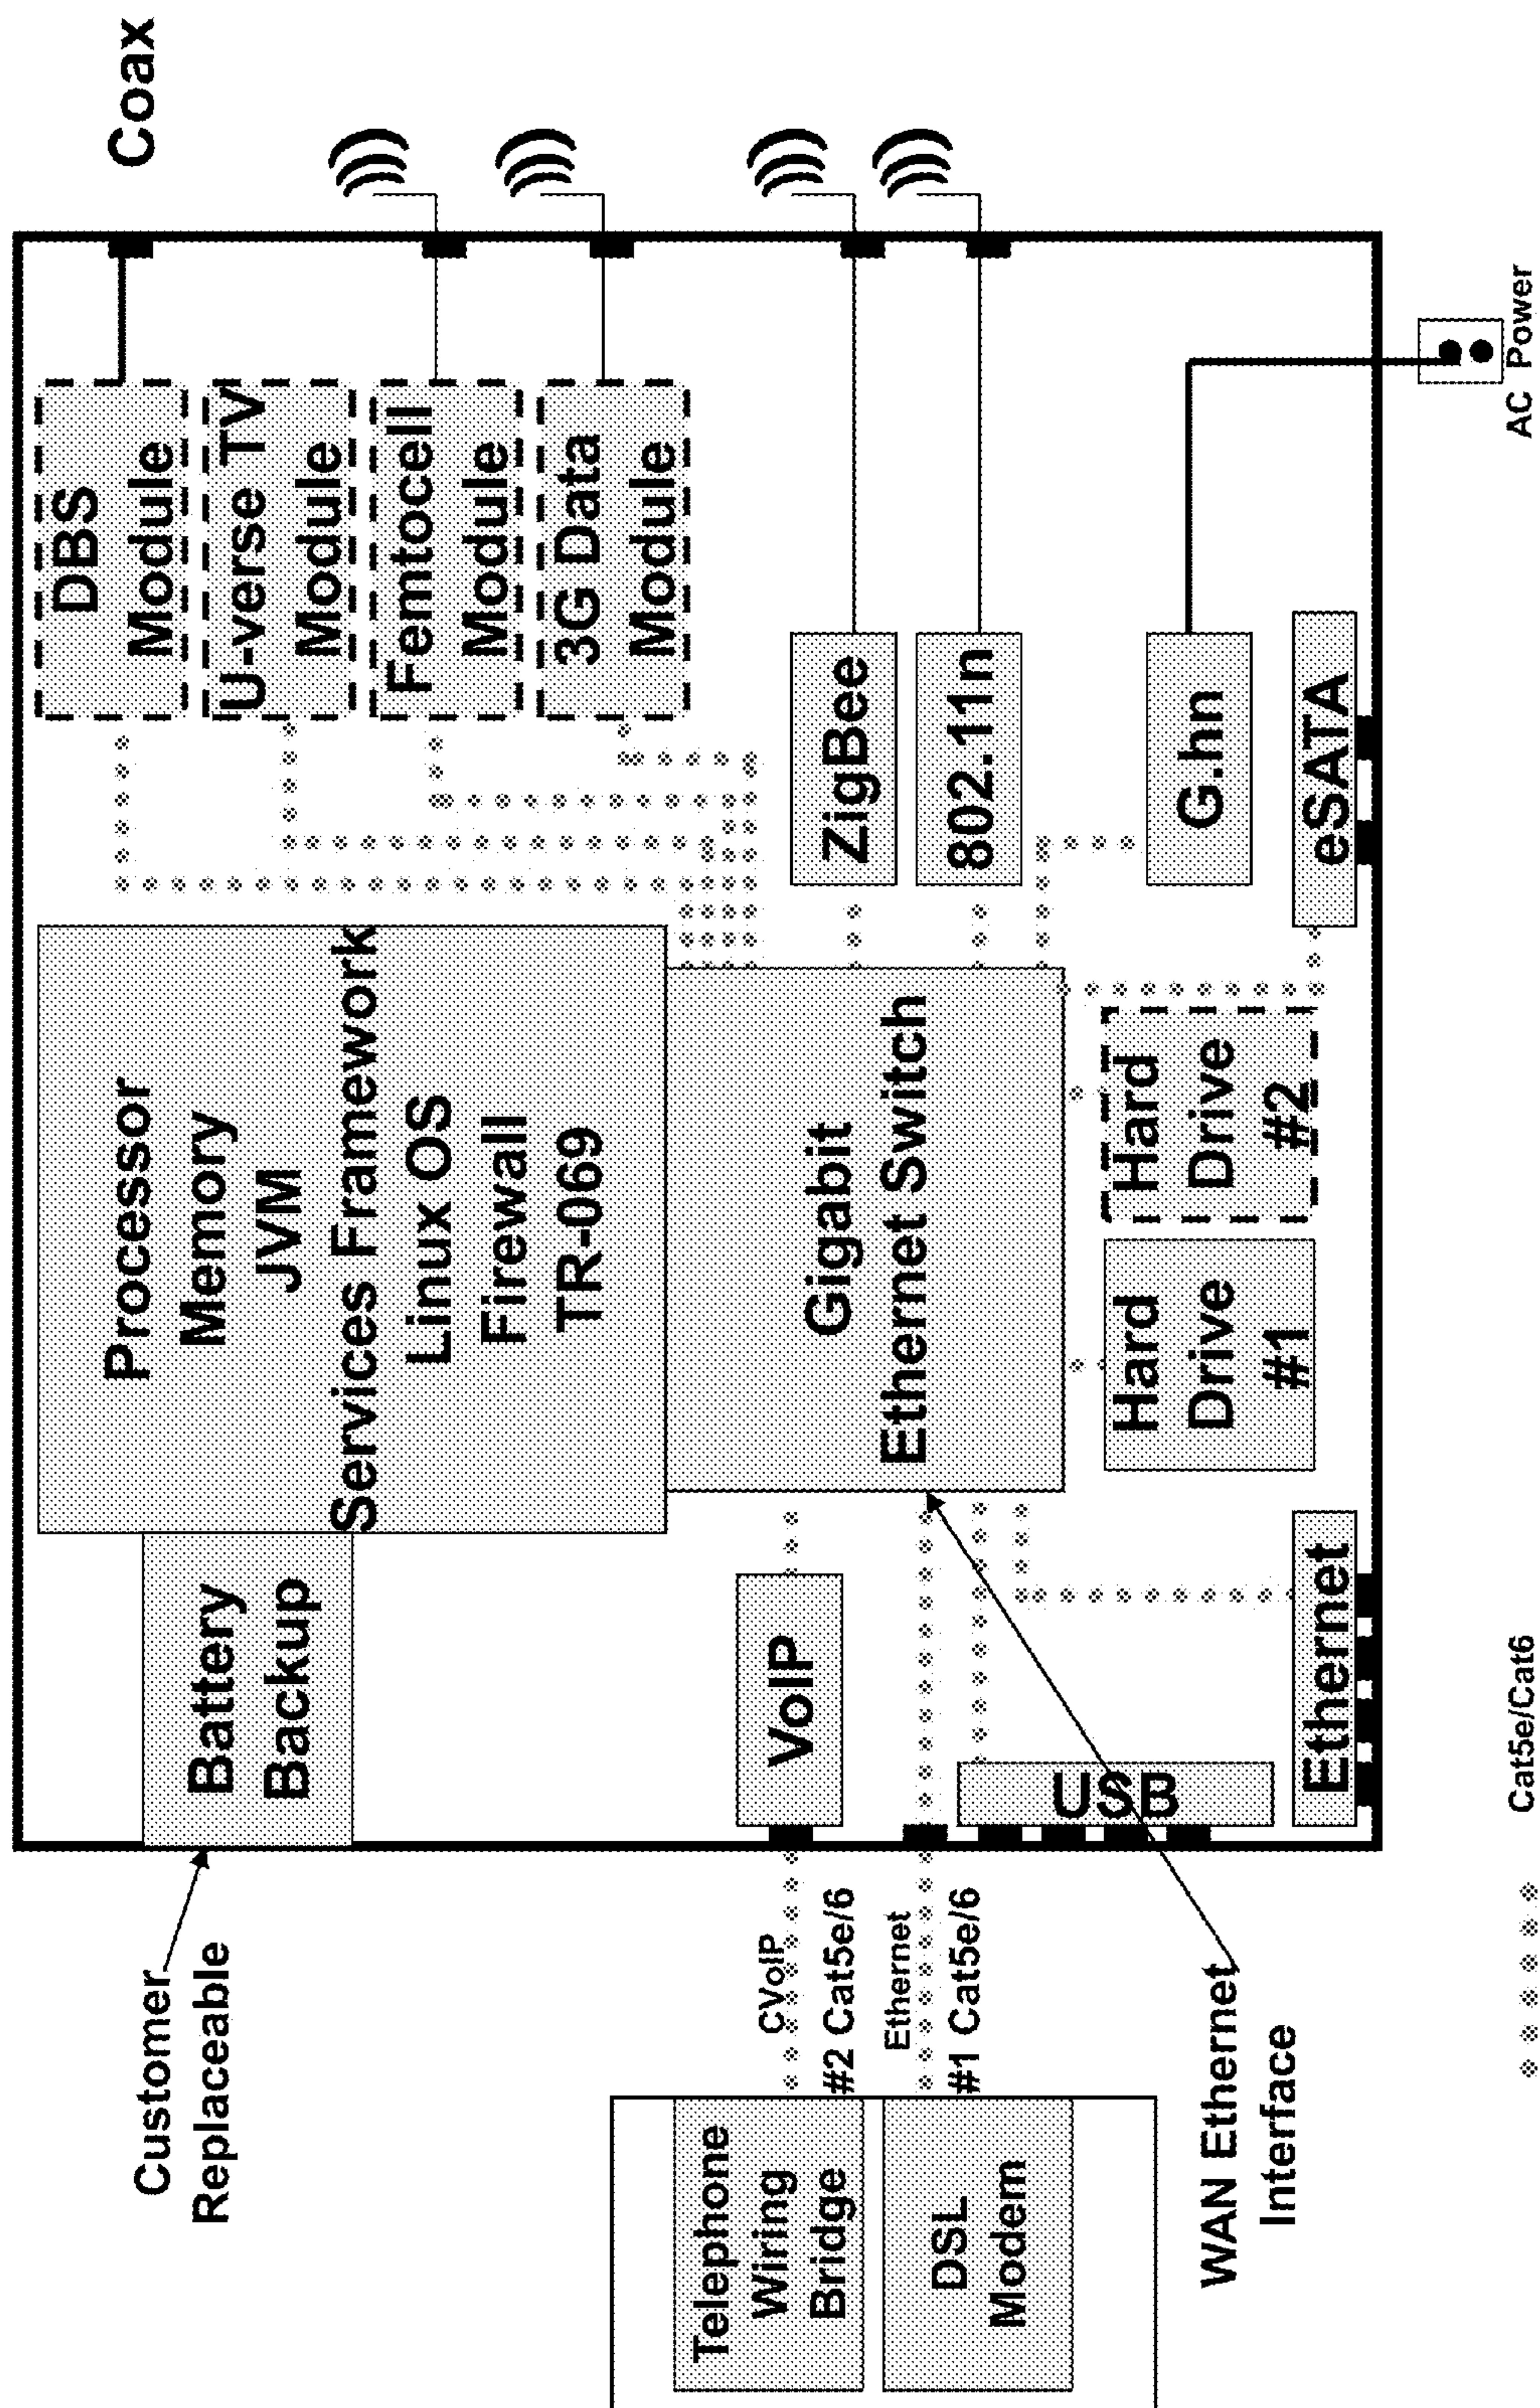 Customer
Replaceable
Battery
Backup
Processor
Memory
JVM
Services Framework
Linux OS
Firewall
TR-069
DBS
Module
U-verse TV
Module
Femtocell
Module
3G Data
Module
Coax
Telephone
Wiring
Bridge
CVoIP
#2 Cat5e/6
VoIP
Gigabit
Ethernet Switch
ZigBee
802.11n
DSL
Modem
Ethernet
#1 Cat5e/6
USB
G.hn
WAN Ethernet
Interface
Ethernet
Hard
Drive
#1
Hard
Drive
#2
eSATA
Cat5e/Cat6
AC Power